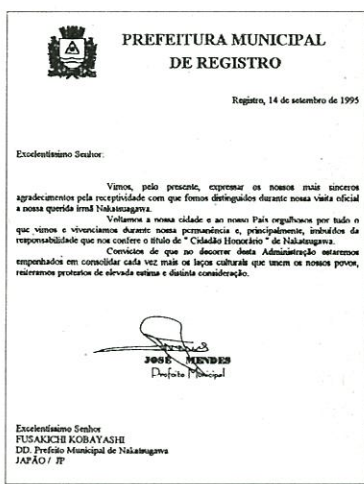 PREFEITURA MUNICIPAL
DE REGISTRO
Registro, 14 de setembro de 1995
Excelentíssimo Senhor:
Vimos, pelo presente, expressar os nossos mais sinceros
agradecimentos pela receptividade com que fomos distinguidos durante nossa visita oficial
a nossa querida irmã Nakatsugawa.
Voltamos a nossa cidade e ao nosso País orgulhosos por tudo o
que vimos e vivenciamos durante nossa permanência e, principalmente, imbuídos da
responsabilidade que nos confere o título de " Cidadão Honorário " de Nakatsugawa.
Convictos de que no decorrer desta Administração estaremos
empenhados em consolidar cada vez mais os laços culturais que unem os nossos povos,
reiteramos protestos de elevada estima e distinta consideração.
JOSÉ MENDES
Prefeito Municipal
Excelentíssimo Senhor
FUSAKICHI KOBAYASHI
DD. Prefeito Municipal de Nakatsugawa
JAPÃO / JP